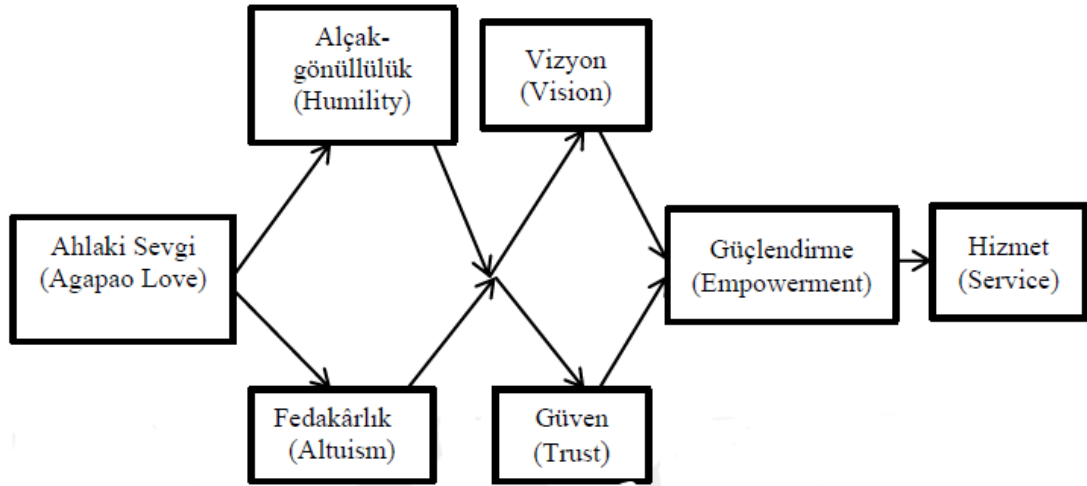 Ahlaki Sevgi
(Agapao Love)
Alçak-
gönüllülük
(Humility)
Fedakârlık
(Altuism)
Vizyon
(Vision)
Güven
(Trust)
Güçlendirme
(Empowerment)
Hizmet
(Service)